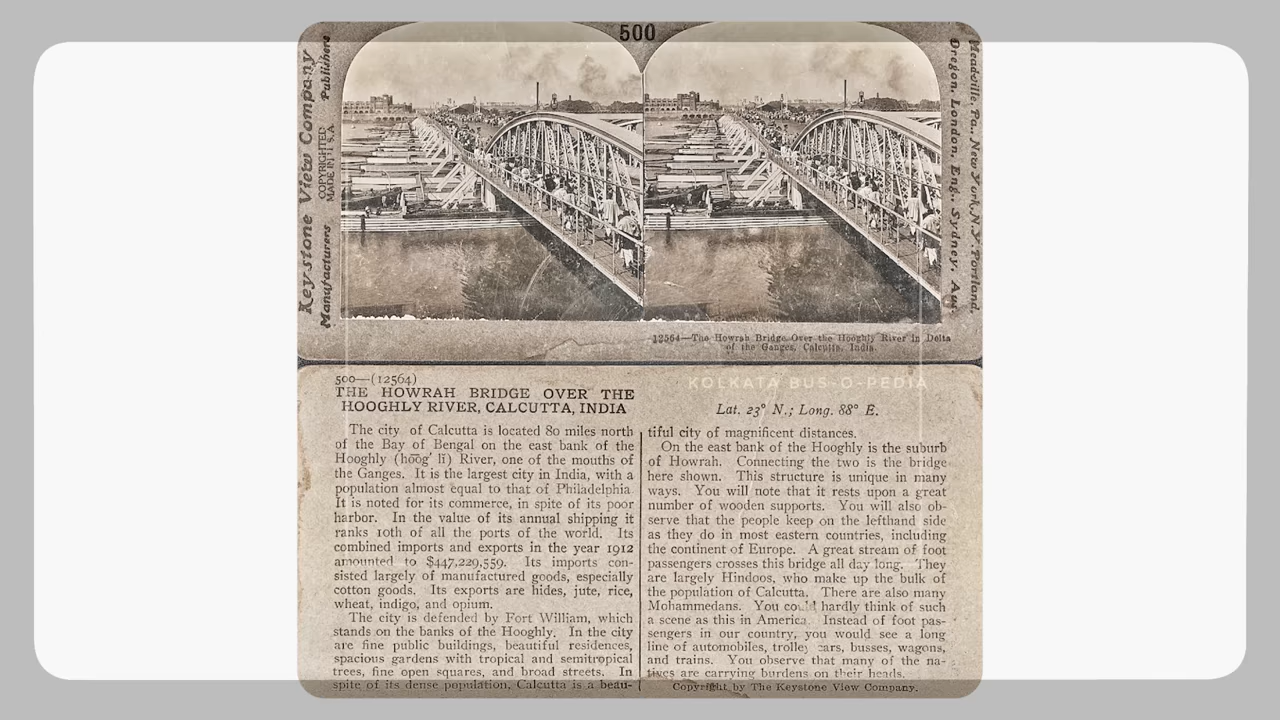 500
Keystone View Company
Manufacturers Publishers
COPYRIGHTED
MADE IN U.S.A.
Meadville, Pa., New York, N.Y., Portland,
Oregon, London, Eng., Sydney, Aus.
12564—The Howrah Bridge Over the Hooghly River in Delta
of the Ganges, Calcutta, India.
KOLKATA BUS-O-PEDIA
500—(12564)
THE HOWRAH BRIDGE OVER THE
HOOGHLY RIVER, CALCUTTA, INDIA
The city of Calcutta is located 80 miles north
of the Bay of Bengal on the east bank of the
Hooghly (hōōg' lĭ) River, one of the mouths of
the Ganges. It is the largest city in India, with a
population almost equal to that of Philadelphia
It is noted for its commerce, in spite of its poor
harbor. In the value of its annual shipping it
ranks 10th of all the ports of the world. Its
combined imports and exports in the year 1912
amounted to $447,229,559. Its imports con-
sisted largely of manufactured goods, especially
cotton goods. Its exports are hides, jute, rice,
wheat, indigo, and opium.
The city is defended by Fort William, which
stands on the banks of the Hooghly. In the city
are fine public buildings, beautiful residences,
spacious gardens with tropical and semitropical
trees, fine open squares, and broad streets. In
spite of its dense population, Calcutta is a beau-
Lat. 23° N.; Long. 88° E.
tiful city of magnificent distances.
On the east bank of the Hooghly is the suburb
of Howrah. Connecting the two is the bridge
here shown. This structure is unique in many
ways. You will note that it rests upon a great
number of wooden supports. You will also ob-
serve that the people keep on the lefthand side
as they do in most eastern countries, including
the continent of Europe. A great stream of foot
passengers crosses this bridge all day long. They
are largely Hindoos, who make up the bulk of
the population of Calcutta. There are also many
Mohammedans. You could hardly think of such
a scene as this in America. Instead of foot pas-
sengers in our country, you would see a long
line of automobiles, trolley cars, busses, wagons,
and trains. You observe that many of the na-
tives are carrying burdens on their heads.
Copyright by The Keystone View Company.